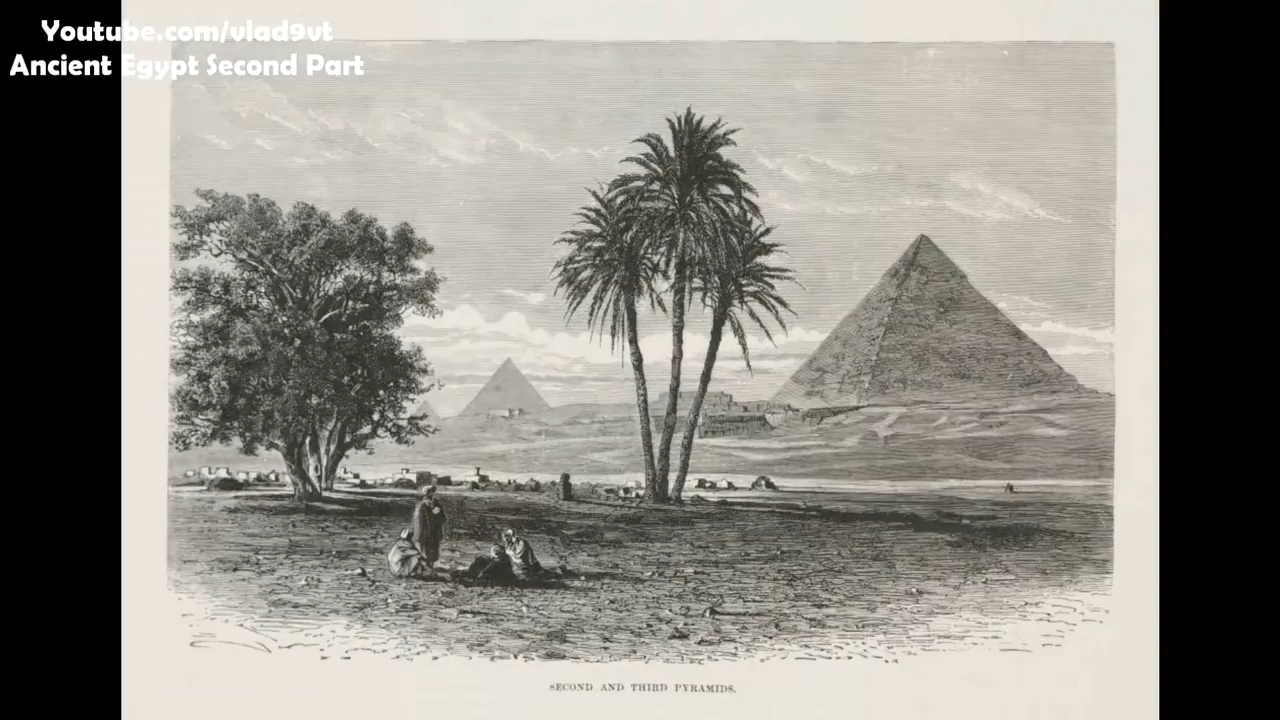 Youtube.com/vlad9vt
Ancient Egypt Second Part
SECOND AND THIRD PYRAMIDS.